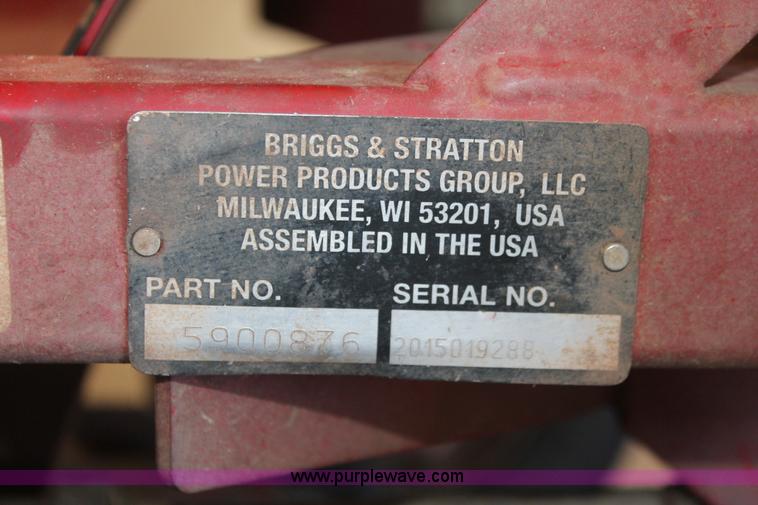 BRIGGS & STRATTON
POWER PRODUCTS GROUP, LLC
MILWAUKEE, WI 53201, USA
ASSEMBLED IN THE USA
PART NO. SERIAL NO.
5900876 2015019288
www.purplewave.com